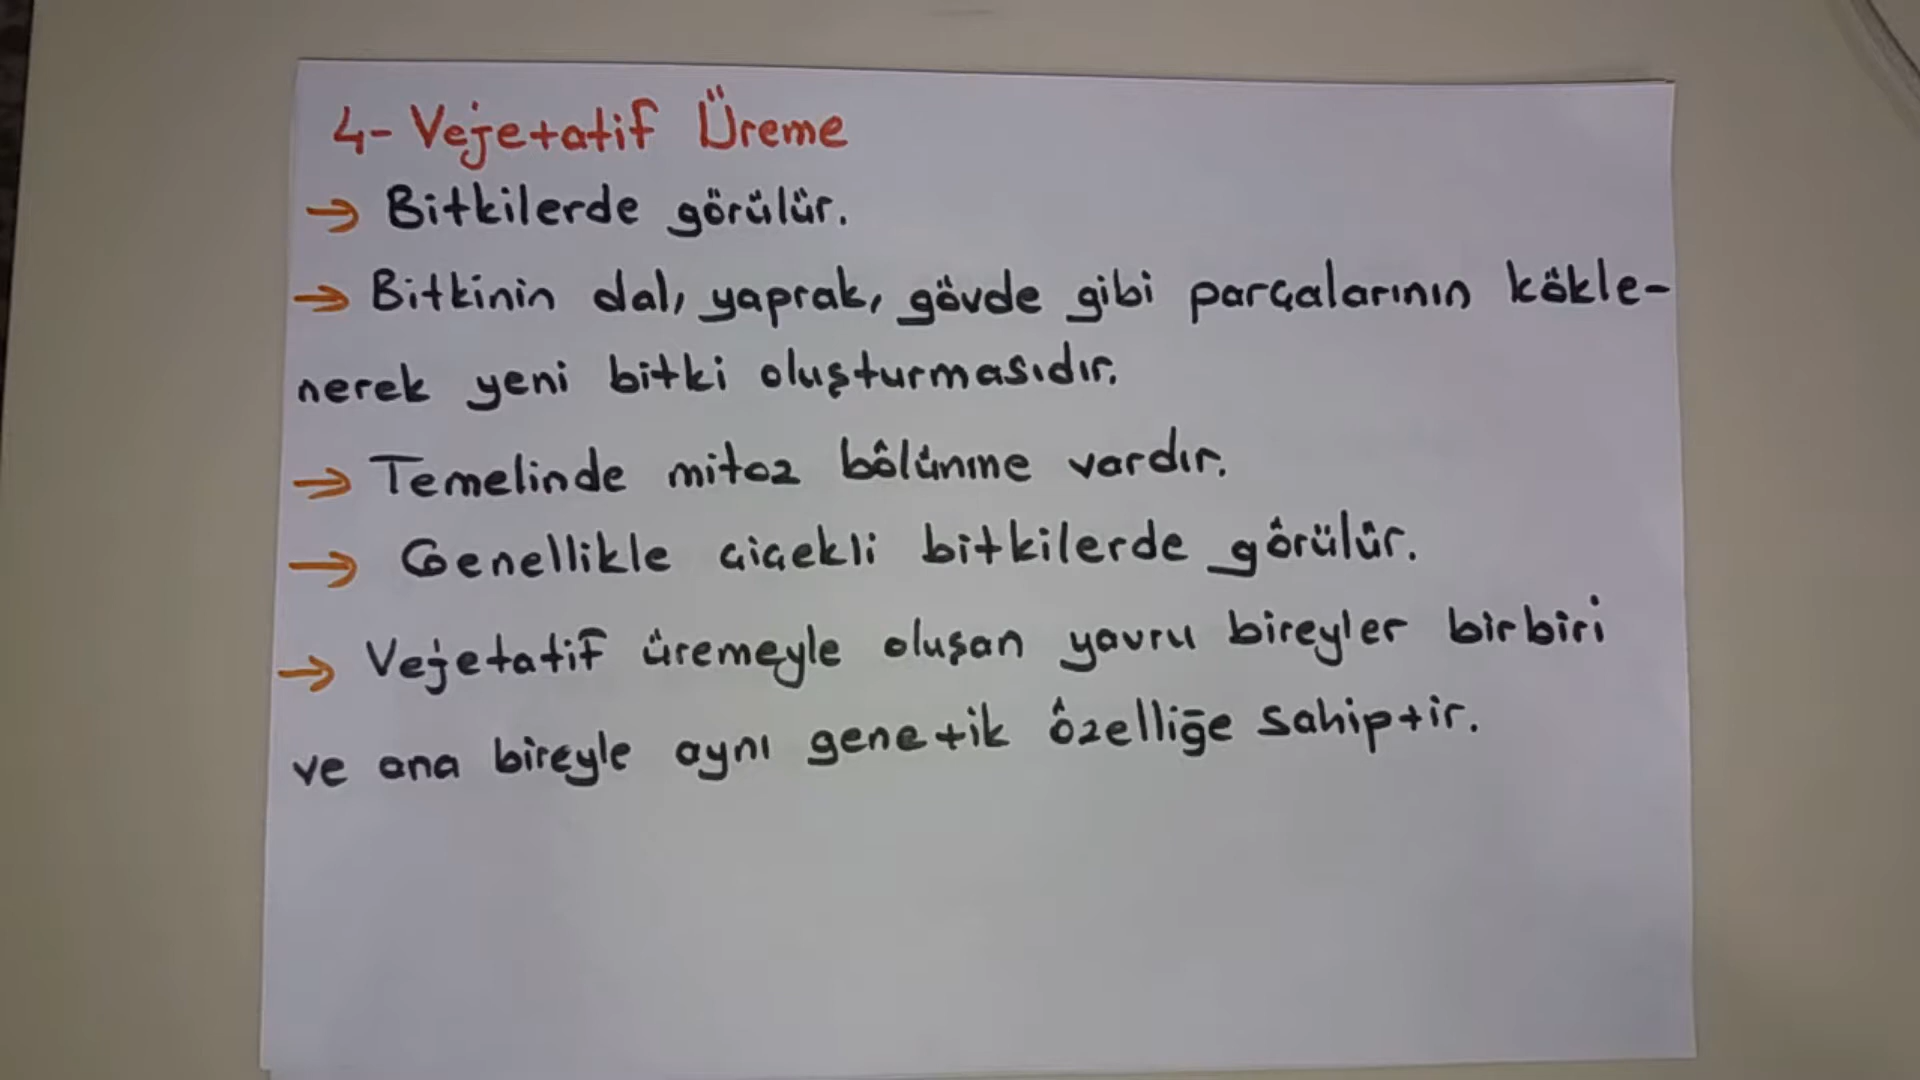 4- Vejetatif Üreme
→ Bitkilerde görülür.
→ Bitkinin dal, yaprak, gövde gibi parçalarının kökle-
nerek yeni bitki oluşturmasıdır.
→ Temelinde mitoz bölünme vardır.
→ Genellikle çiçekli bitkilerde görülür.
→ Vejetatif üremeyle oluşan yavru bireyler birbiri
ve ana bireyle aynı genetik özelliğe sahiptir.